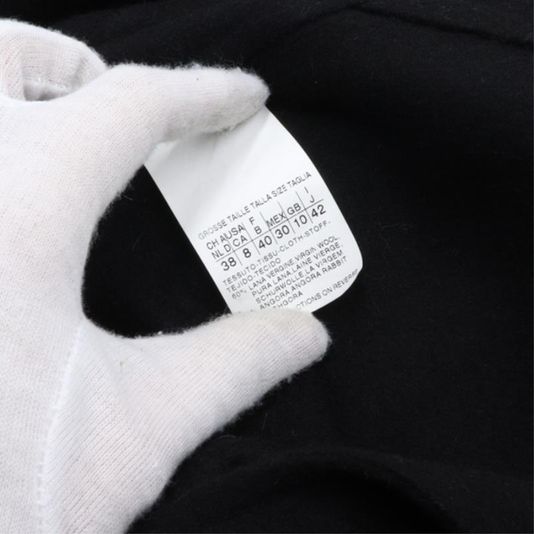 GROSSE TAILLE TALLA SIZE TAGLIA
CH A USA F I
NL D CA B MEX GB J
38 8 40 30 10 42
TESSUTO-TISSU-CLOTH-STOFF-
TEJIDO-TECIDO
60% LANA VERGINE VIRGIN WOOL
PURA LANA LAINE VIERGE
SCHURWOLLE LA VIRGEM
ANGORA ANGORA RABBIT
ANGORA
ON REVERSE